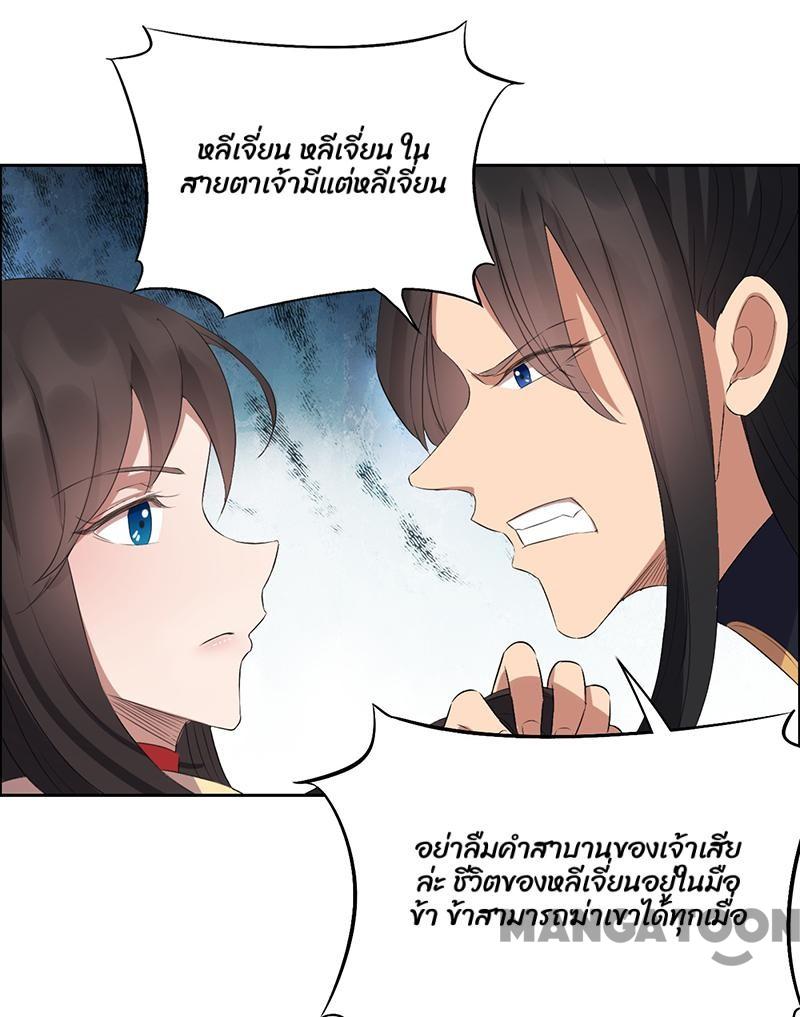 หลีเจี่ยน หลีเจี่ยน ใน
สายตาเจ้ามีแต่หลีเจี่ยน
อย่าลืมคำสาบานของเจ้าเสีย
ล่ะ ชีวิตของหลีเจี่ยนอยู่ในมือ
ข้า ข้าสามารถฆ่าเขาได้ทุกเมื่อ
MANGATOON